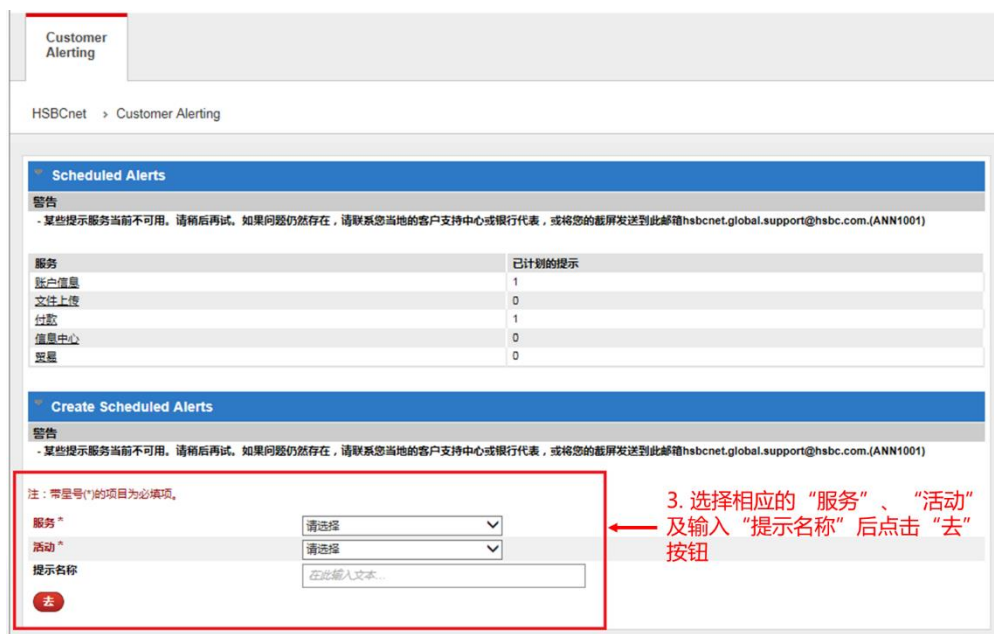 Customer
Alerting
HSBCnet > Customer Alerting
Scheduled Alerts
警告
- 某些提示服务当前不可用。请稍后再试。如果问题仍然存在，请联系您当地的客户支持中心或银行代表，或将您的截屏发送到此邮箱hsbcnet.global.support@hsbc.com.(ANN1001)
服务 已计划的提示
账户信息 1
文件上传 0
付款 1
信息中心 0
贸易 0
Create Scheduled Alerts
警告
- 某些提示服务当前不可用。请稍后再试。如果问题仍然存在，请联系您当地的客户支持中心或银行代表，或将您的截屏发送到此邮箱hsbcnet.global.support@hsbc.com.(ANN1001)
注：带星号(*)的项目为必填项。
服务 * 请选择
活动 * 请选择
提示名称 在此输入文本...
去
3. 选择相应的“服务”、“活动”
及输入“提示名称”后点击“去”
按钮